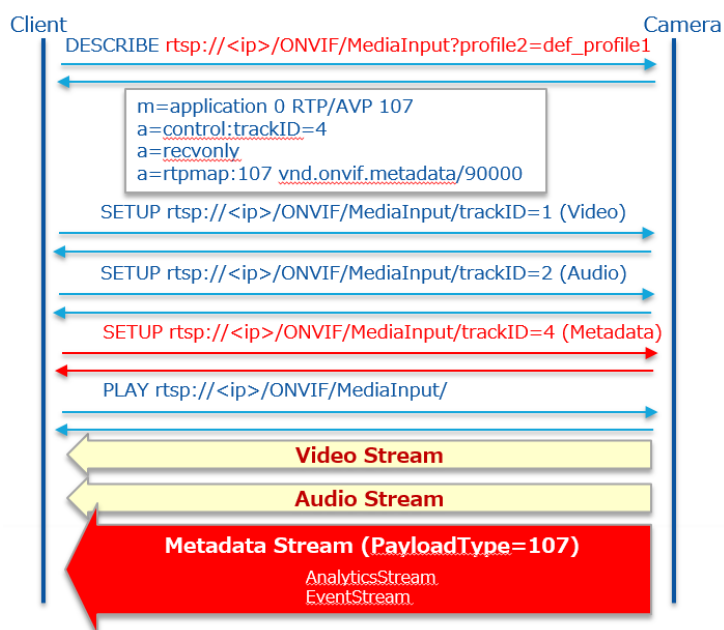 Client
Camera
DESCRIBE rtsp://<ip>/ONVIF/MediaInput?profile2=def_profile1
m=application 0 RTP/AVP 107
a=control:trackID=4
a=recvonly
a=rtpmap:107 vnd.onvif.metadata/90000
SETUP rtsp://<ip>/ONVIF/MediaInput/trackID=1 (Video)
SETUP rtsp://<ip>/ONVIF/MediaInput/trackID=2 (Audio)
SETUP rtsp://<ip>/ONVIF/MediaInput/trackID=4 (Metadata)
PLAY rtsp://<ip>/ONVIF/MediaInput/
Video Stream
Audio Stream
Metadata Stream (PayloadType=107)
AnalyticsStream
EventStream